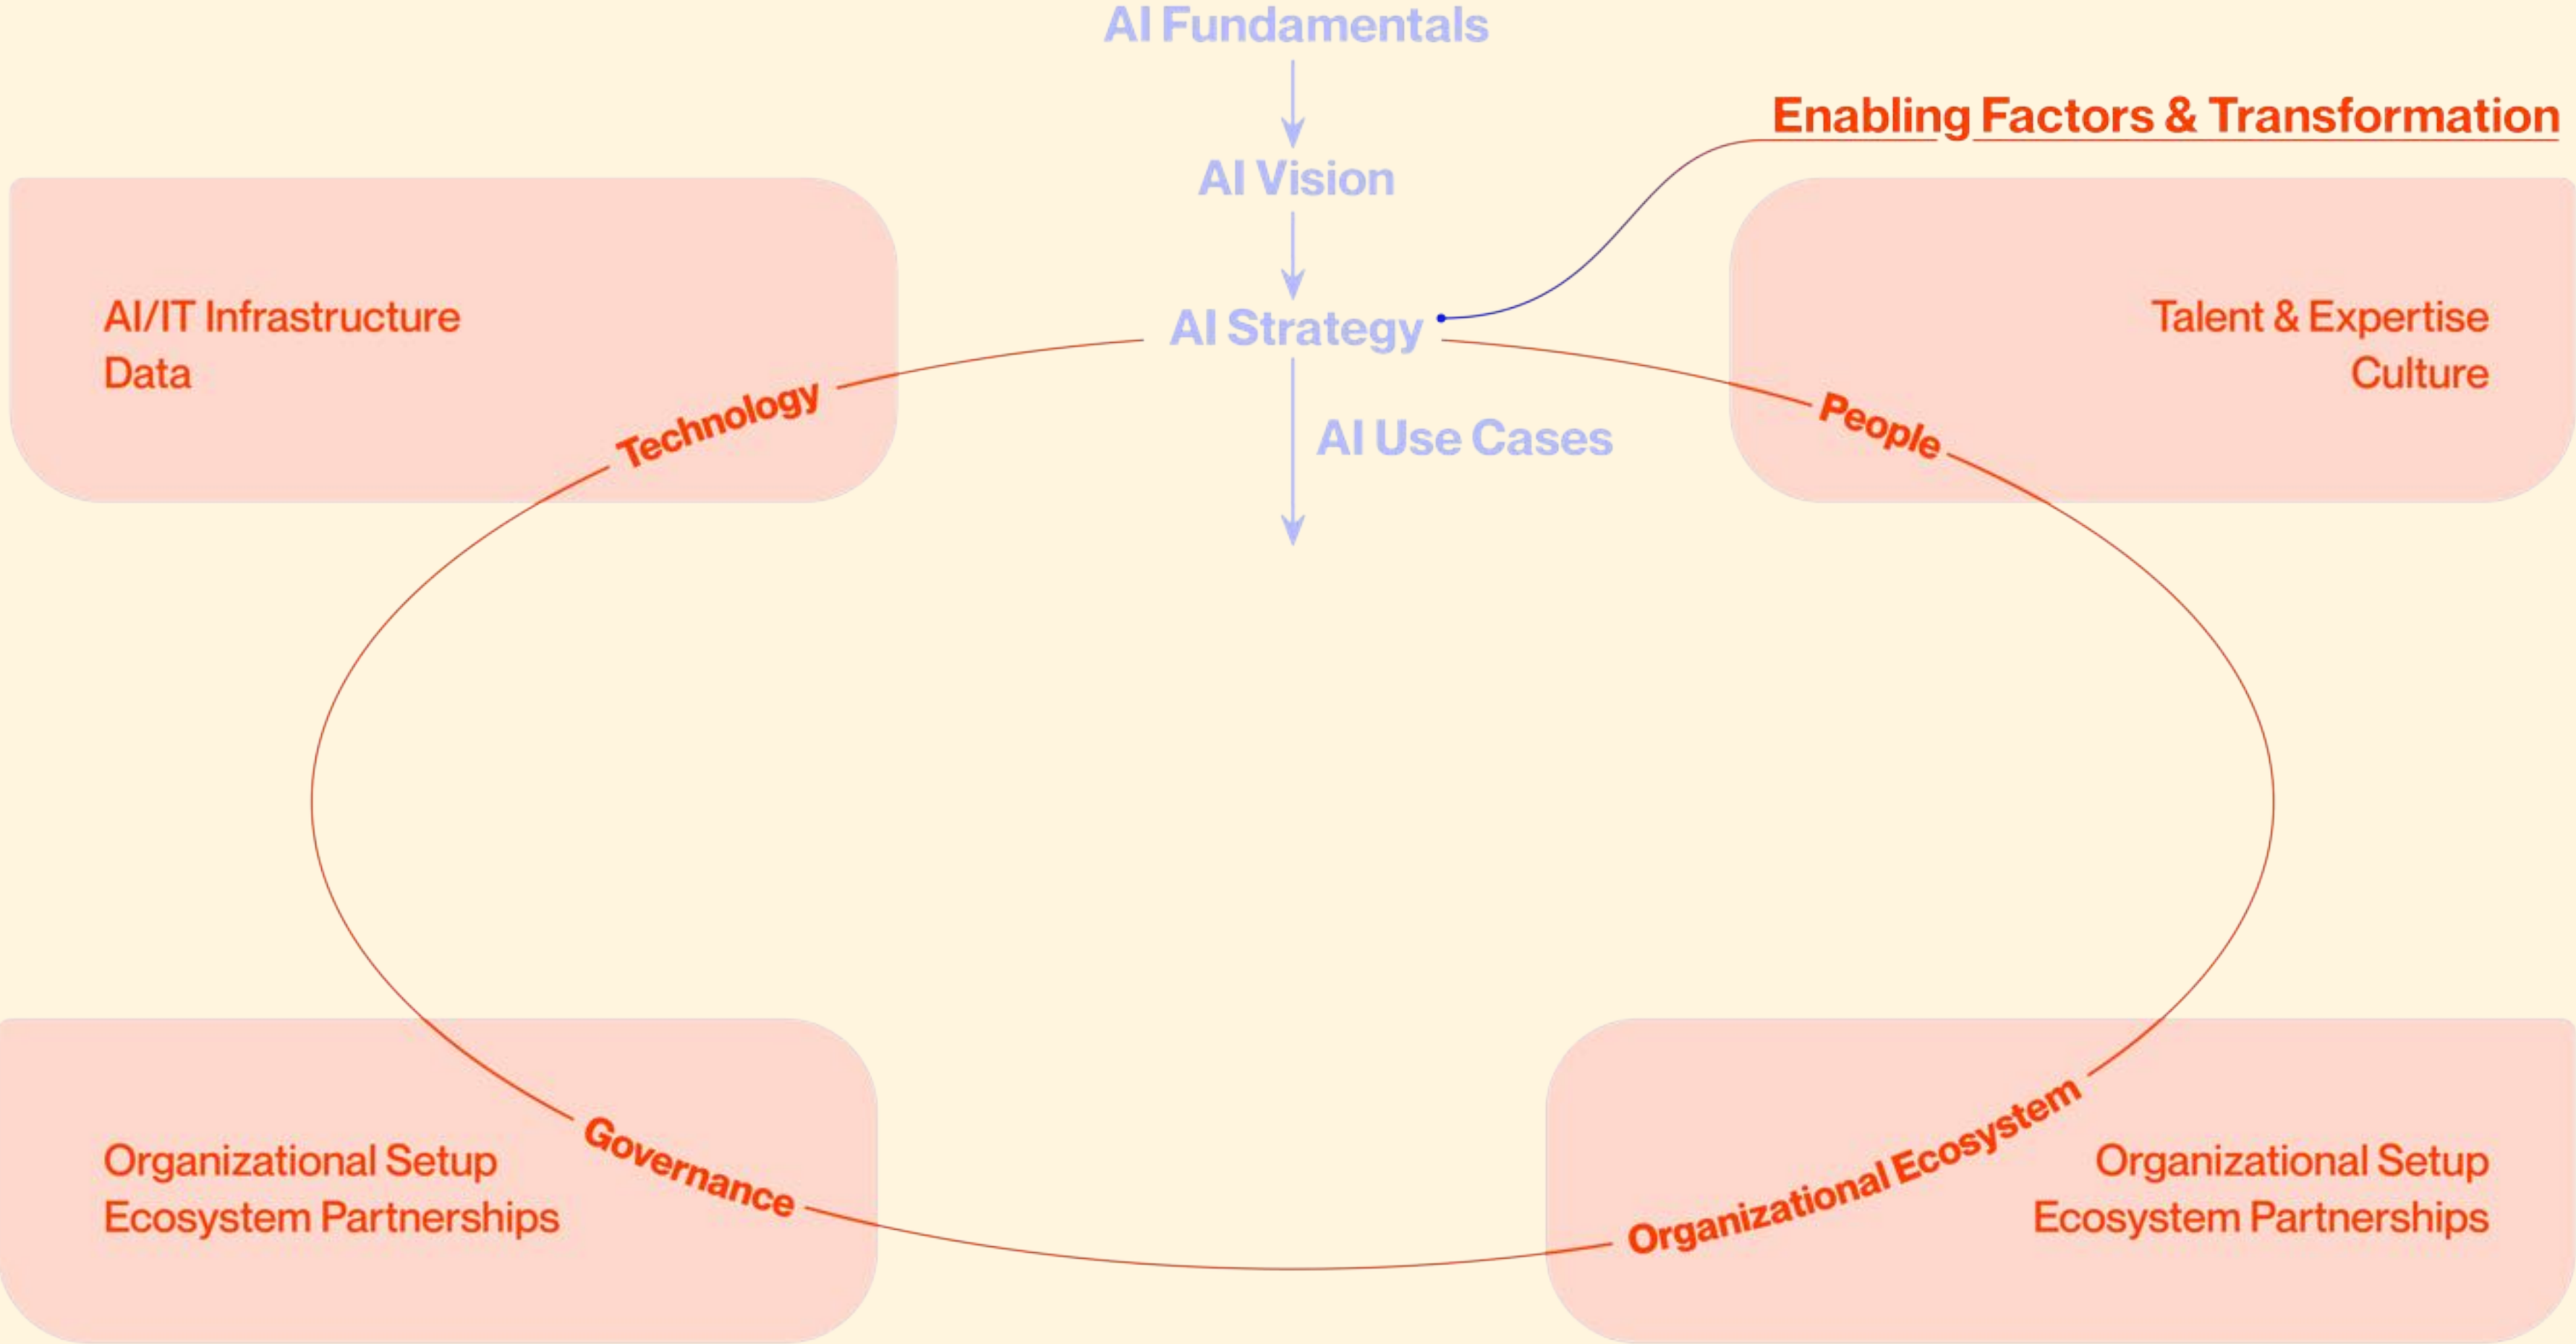 AI Fundamentals
Enabling Factors & Transformation
AI Vision
AI/IT Infrastructure
Data
Technology
AI Strategy
AI Use Cases
Talent & Expertise
Culture
People
Organizational Setup
Ecosystem Partnerships
Governance
Organizational Ecosystem
Organizational Setup
Ecosystem Partnerships